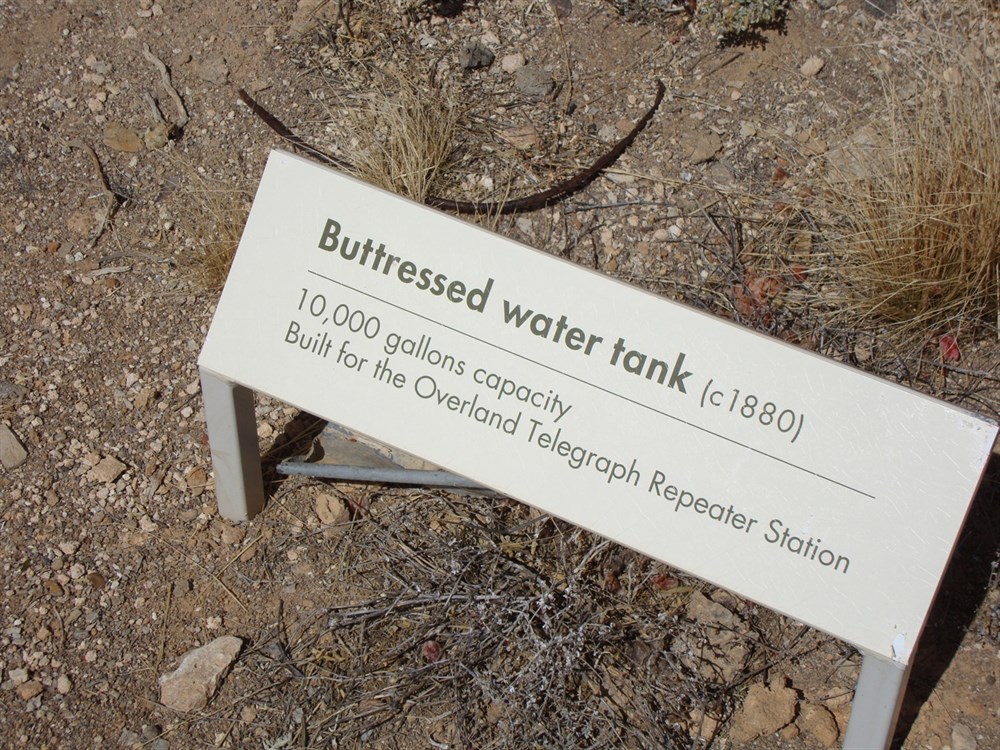 Buttressed water tank (c1880)
10,000 gallons capacity
Built for the Overland Telegraph Repeater Station